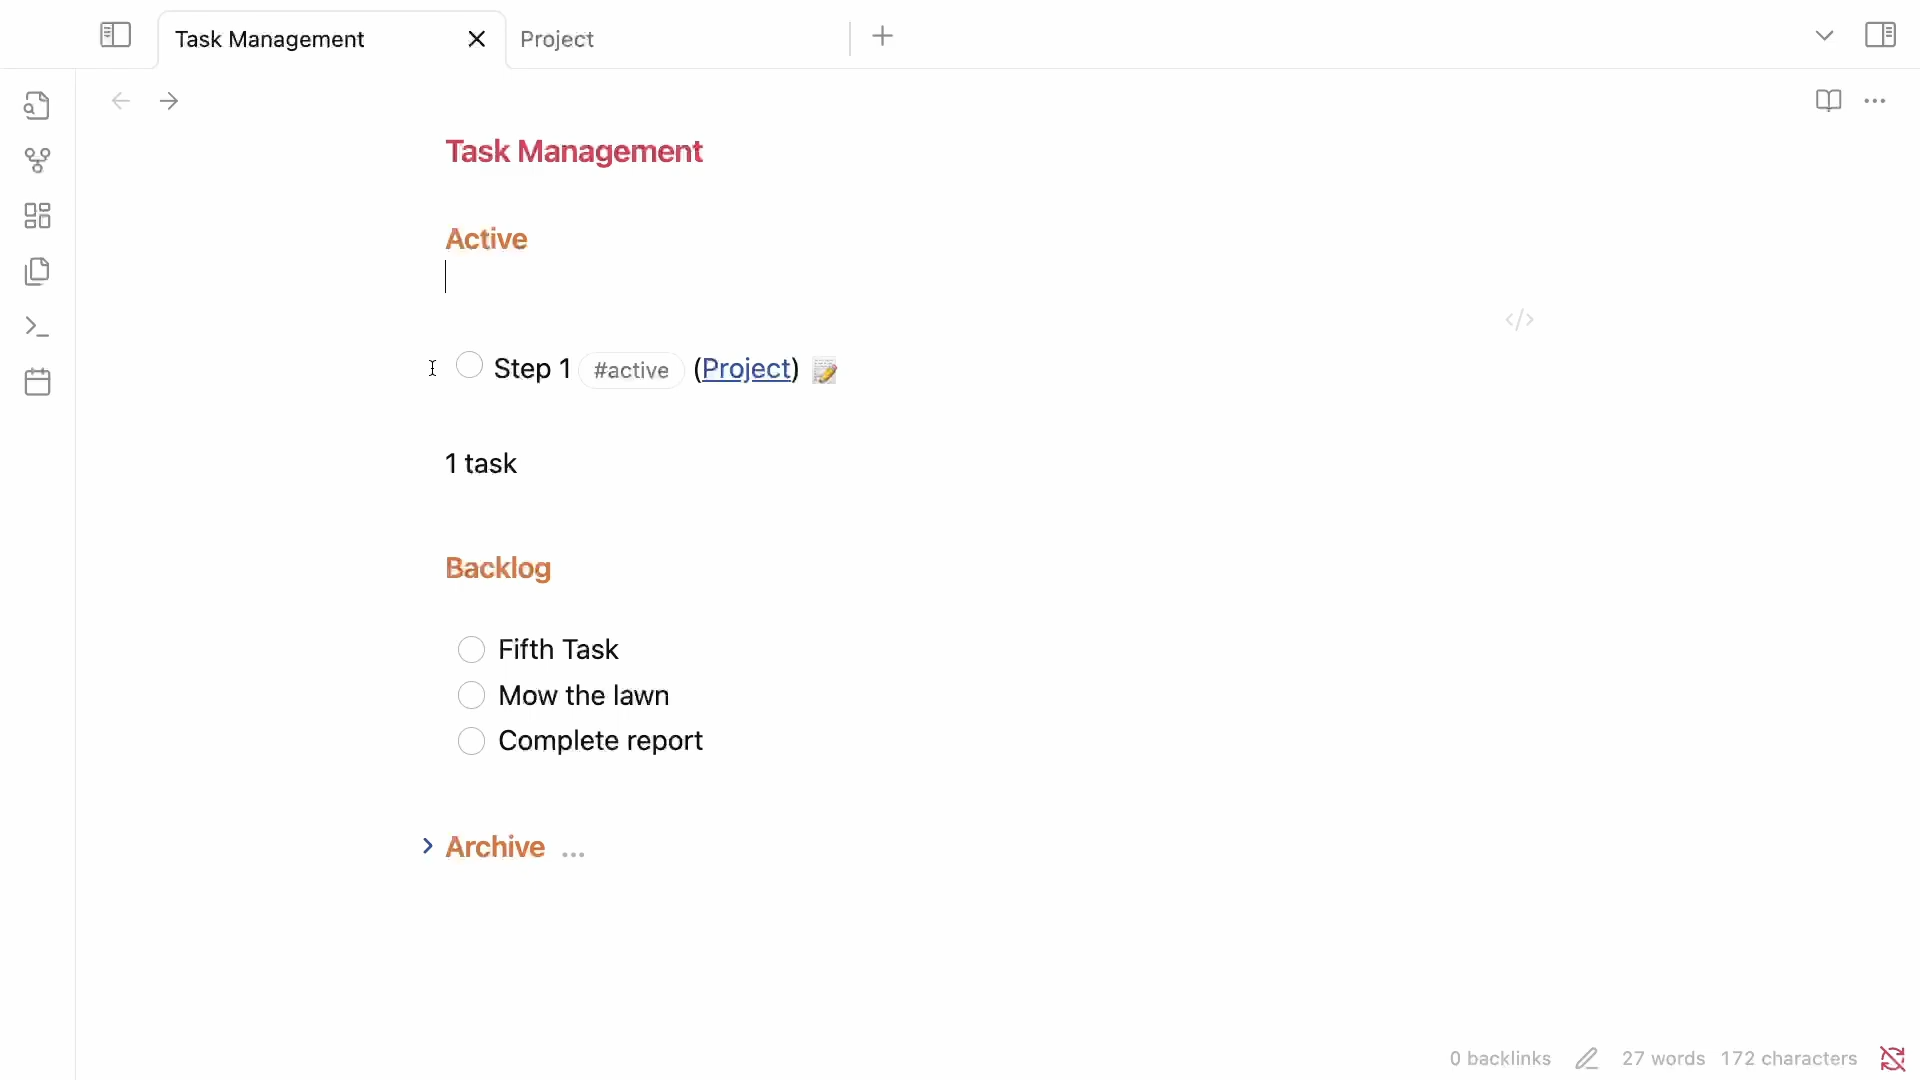 Task Management
Project
Task Management
Active
Step 1 #active (Project) 📝
1 task
Backlog
Fifth Task
Mow the lawn
Complete report
Archive ...
0 backlinks 27 words 172 characters